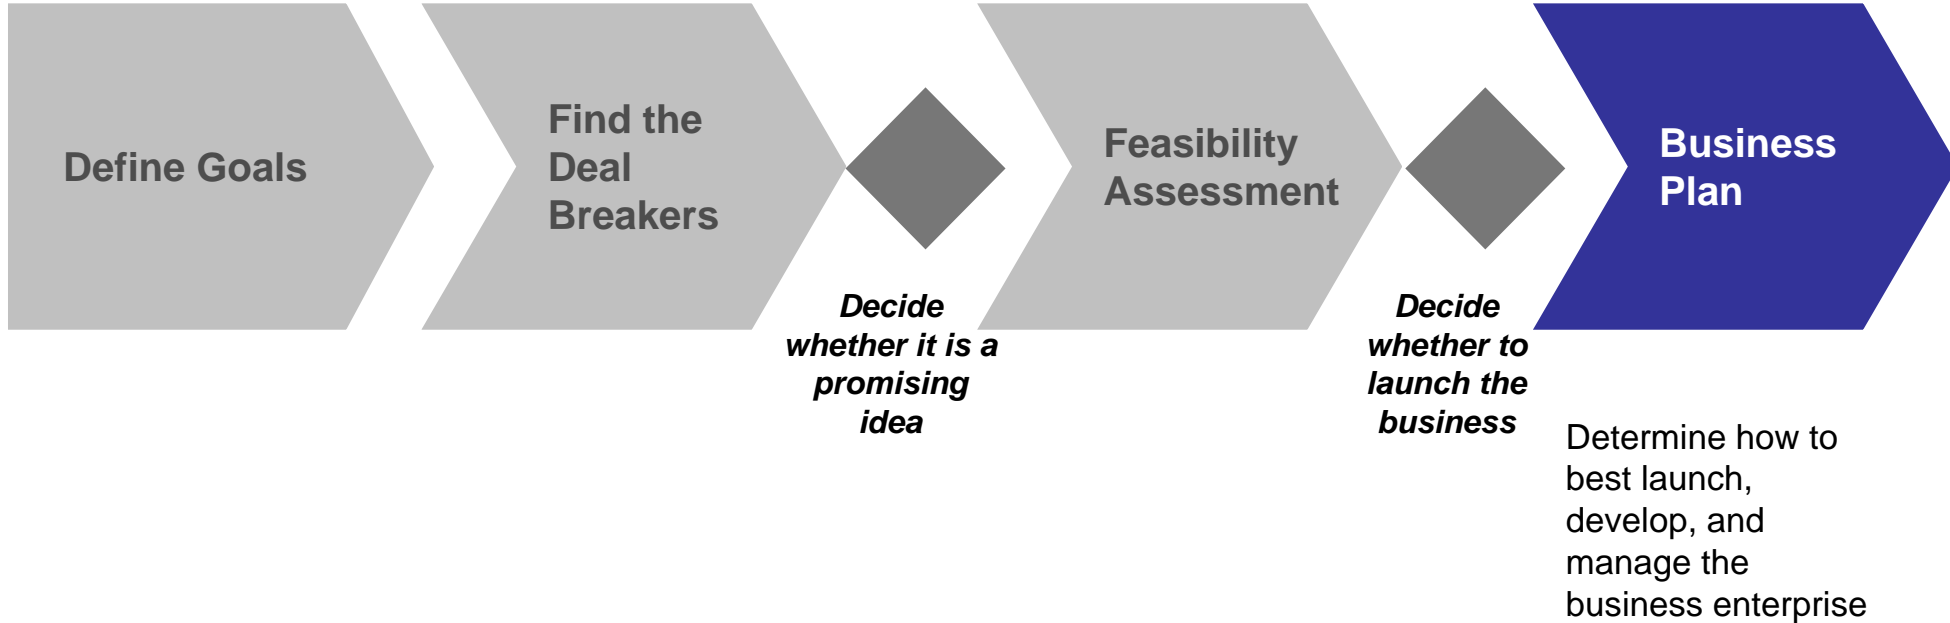 Define Goals
Find the
Deal
Breakers
Decide
whether it is a
promising
idea
Feasibility
Assessment
Decide
whether to
launch the
business
Business
Plan
Determine how to
best launch,
develop, and
manage the
business enterprise